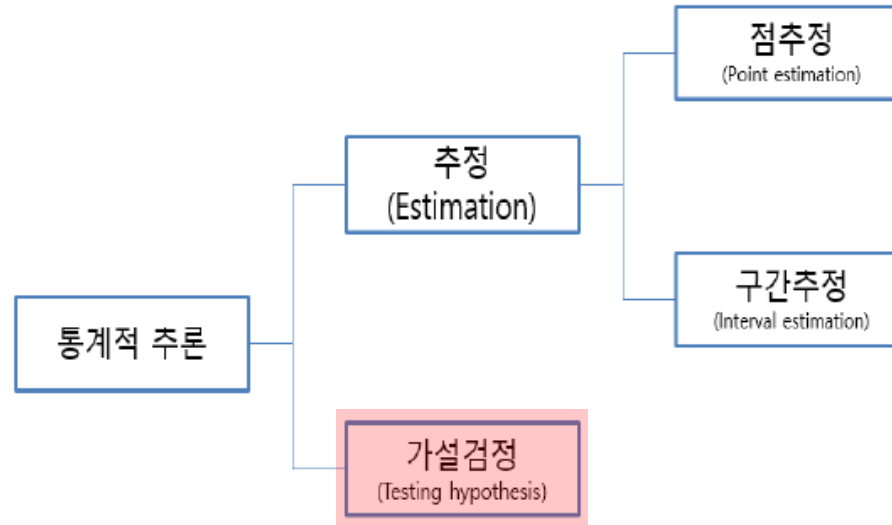 점추정
(Point estimation)
추정
(Estimation)
구간추정
(Interval estimation)
통계적 추론
가설검정
(Testing hypothesis)